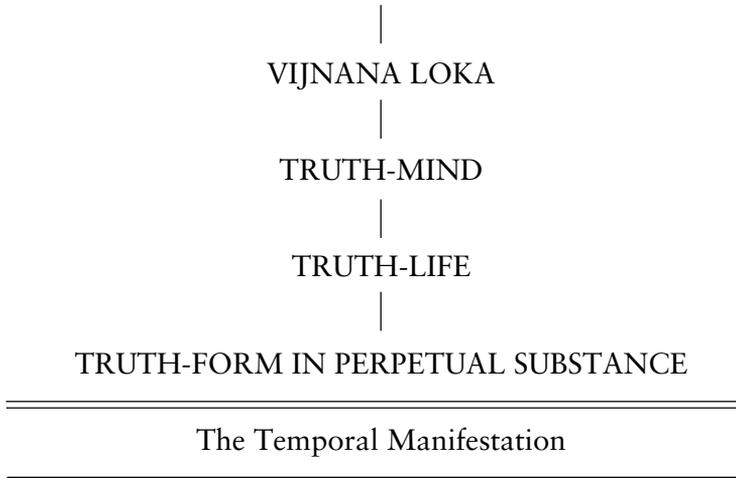 VIJNANA LOKA
TRUTH-MIND
TRUTH-LIFE
TRUTH-FORM IN PERPETUAL SUBSTANCE
The Temporal Manifestation